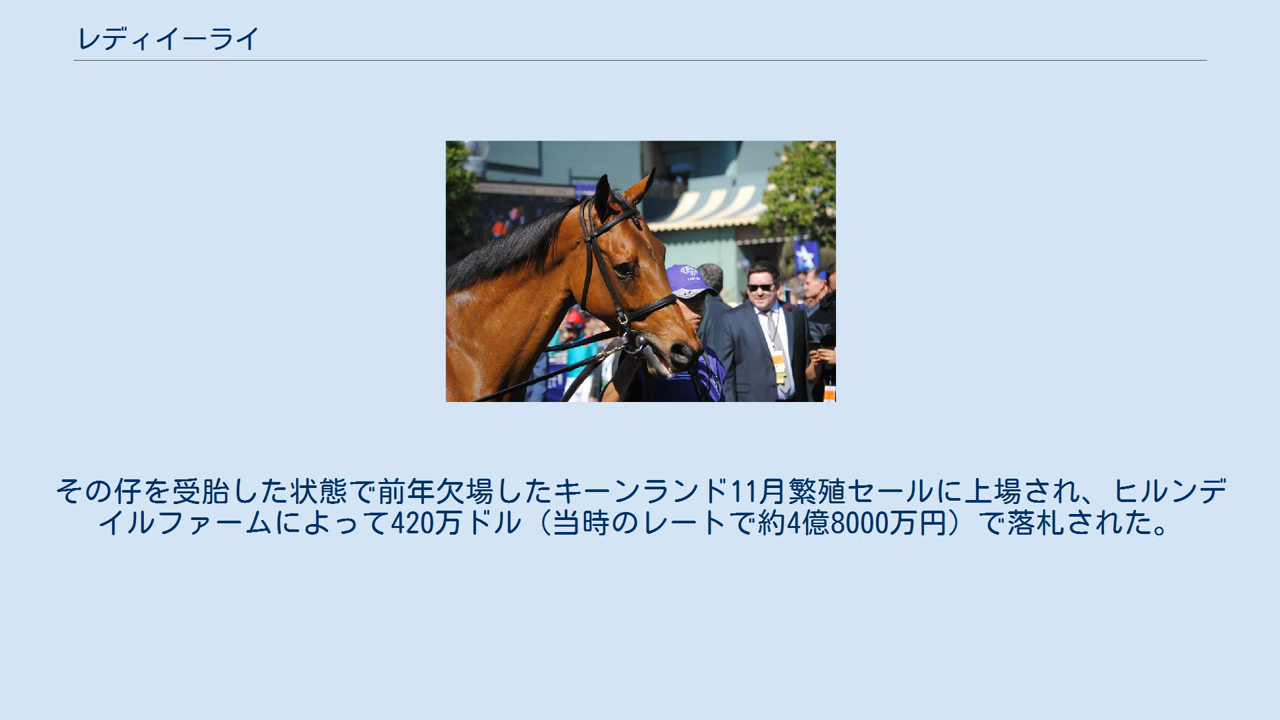 レディイーライ
その仔を受胎した状態で前年欠場したキーンランド11月繁殖セールに上場され、ヒルンデ
イルファームによって420万ドル（当時のレートで約4億8000万円）で落札された。